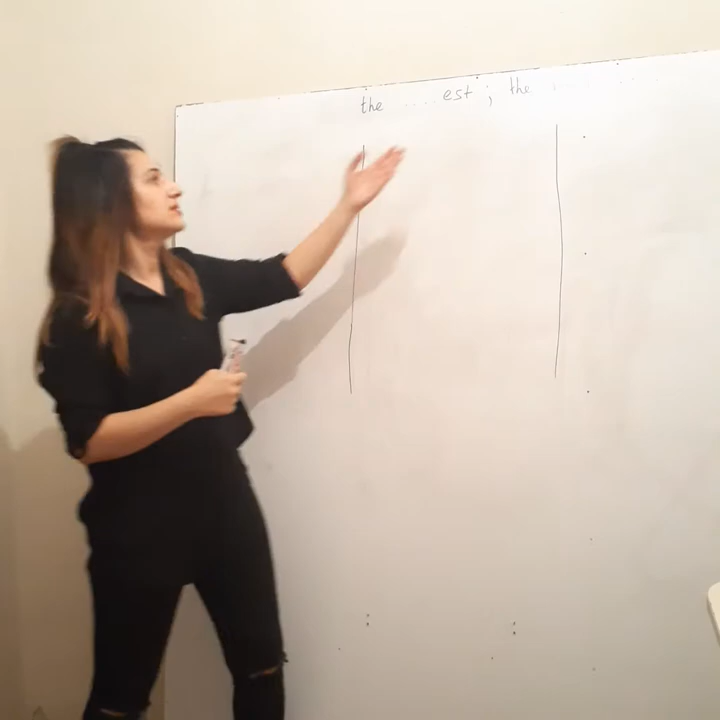 the .... est ; the ......